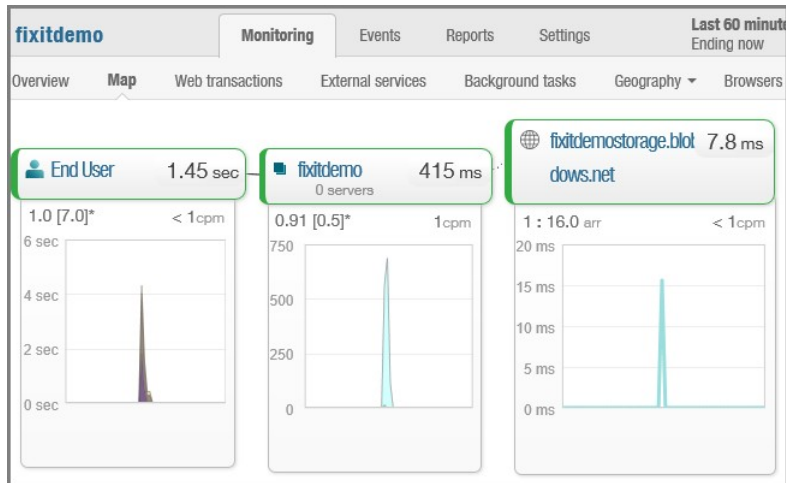 fixitdemo
Monitoring Events Reports Settings
Last 60 minute
Ending now
Overview Map Web transactions External services Background tasks Geography Browsers
End User 1.45 sec
1.0 [7.0]* < 1cpm
6 sec
4 sec
2 sec
0 sec
fixitdemo 415 ms
0 servers
0.91 [0.5]* 1cpm
750
500
250
0
fixitdemostorage.blob 7.8 ms
dows.net
1 : 16.0 arr < 1cpm
20 ms
15 ms
10 ms
5 ms
0 ms